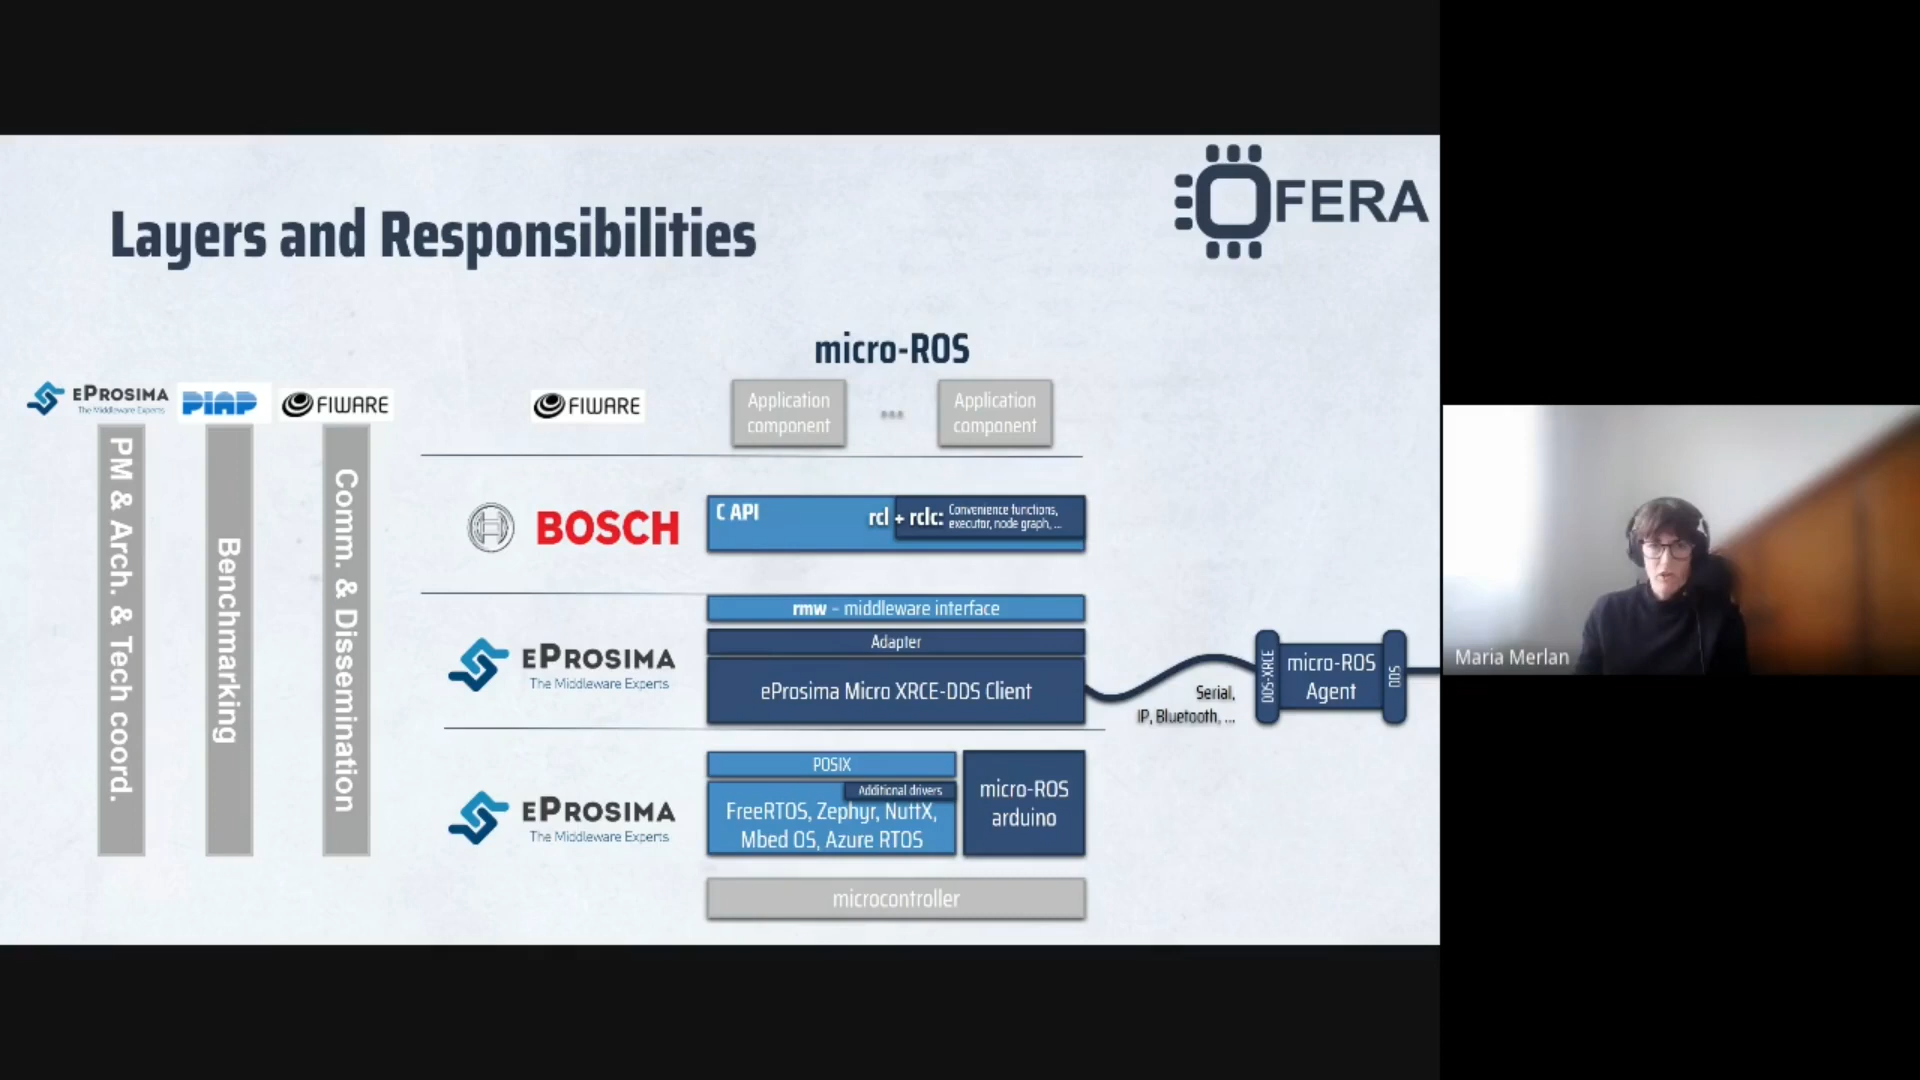 OFERA
Layers and Responsibilities
micro-ROS
EPROSIMA
The Middleware Experts
PIAP
FIWARE
PM & Arch. & Tech coord.
Benchmarking
Comm. & Dissemination
FIWARE
Application
component
...
Application
component
BOSCH
C API
rcl + rclc: Convenience functions,
executor, node graph, ...
rmw - middleware interface
Adapter
eProsima Micro XRCE-DDS Client
EPROSIMA
The Middleware Experts
Serial,
IP, Bluetooth, ...
DDS-XRCE
micro-ROS
Agent
DDS
EPROSIMA
The Middleware Experts
POSIX
Additional drivers
FreeRTOS, Zephyr, NuttX,
Mbed OS, Azure RTOS
micro-ROS
arduino
microcontroller
Maria Merlan